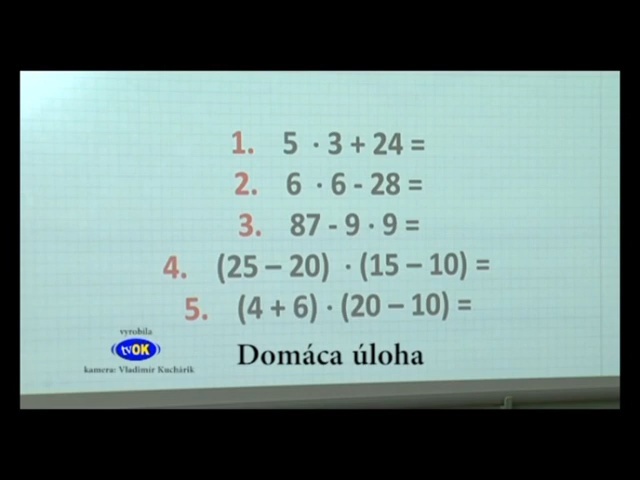 1. 5 · 3 + 24 =
2. 6 · 6 - 28 =
3. 87 - 9 · 9 =
4. (25 – 20) · (15 – 10) =
5. (4 + 6) · (20 – 10) =
vyrobila
tvOK
kamera: Vladimír Kuchárik
Domáca úloha